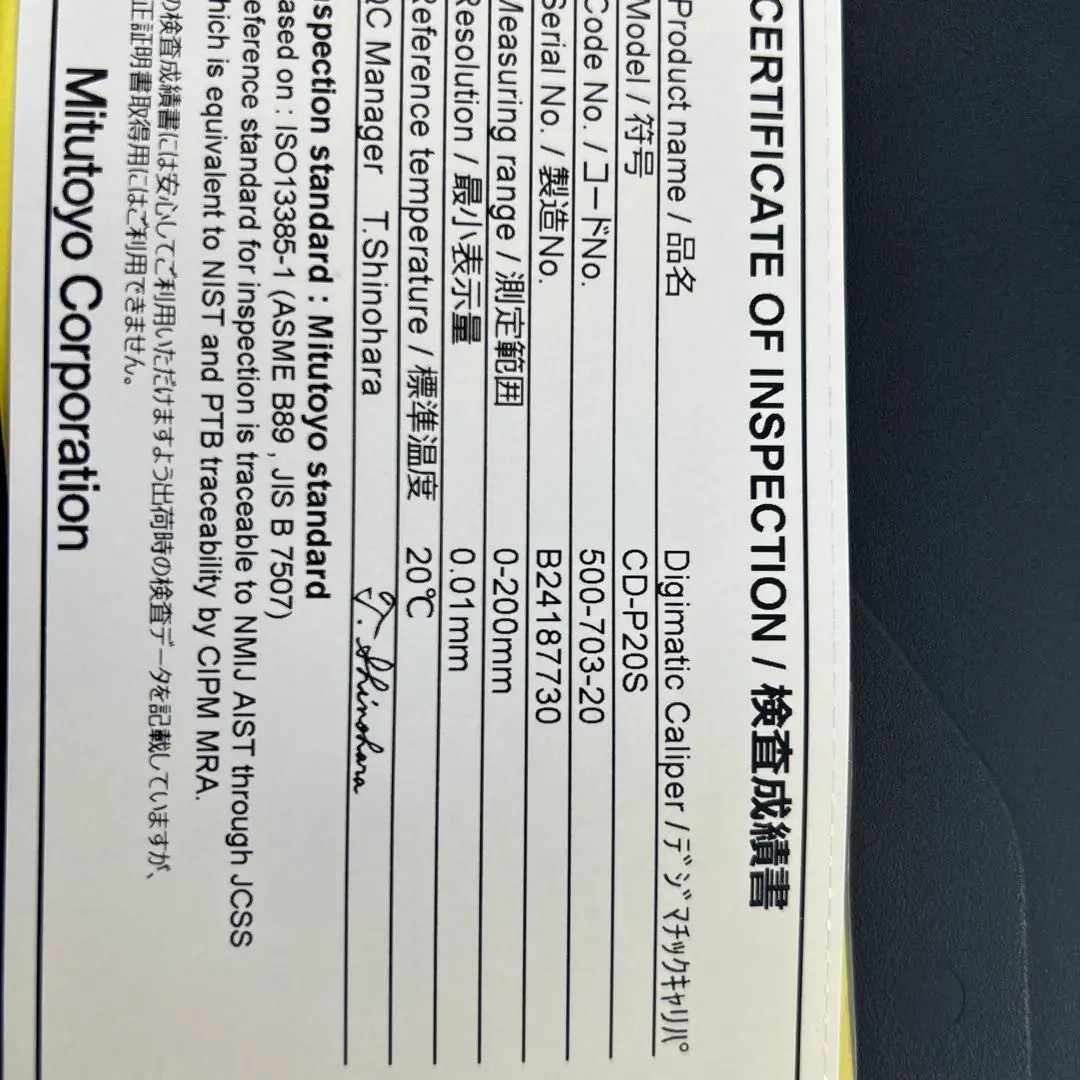 CERTIFICATE OF INSPECTION / 検査成績書
Product name / 品名 Digimatic Caliper / デジマチックキャリパ
Model / 符号 CD-P20S
Code No. / コードNo. 500-703-20
Serial No. / 製造No. B24187730
Measuring range / 測定範囲 0-200mm
Resolution / 最小表示量 0.01mm
Reference temperature / 標準温度 20℃
QC Manager T.Shinohara T. Shinohara
nspection standard : Mitutoyo standard
ased on : ISO13385-1 (ASME B89 , JIS B 7507)
eference standard for inspection is traceable to NMIJ AIST through JCSS
hich is equivalent to NIST and PTB traceability by CIPM MRA.
の検査成績書には安心してご利用いただけますよう出荷時の検査データを記載していますが、
正証明書取得用にはご利用できません。
Mitutoyo Corporation